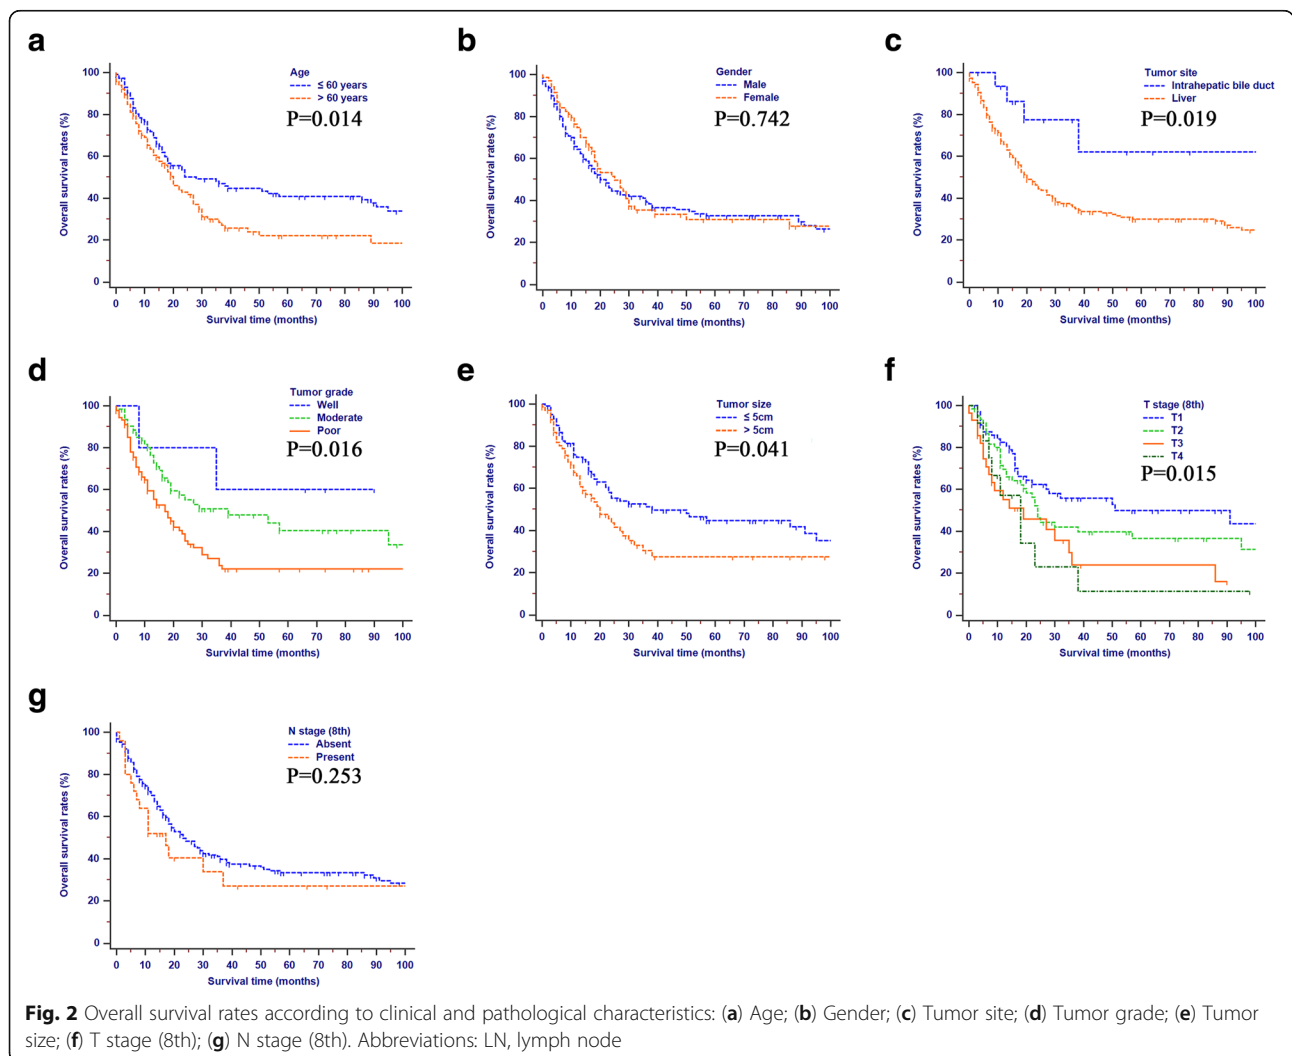 a
Age
≤ 60 years
> 60 years
P=0.014
Overall survival rates (%)
100
80
60
40
20
0
0 10 20 30 40 50 60 70 80 90 100
Survival time (months)
b
Gender
Male
Female
P=0.742
Overall survival rates (%)
100
80
60
40
20
0
0 10 20 30 40 50 60 70 80 90 100
Survival time (months)
c
Tumor site
Intrahepatic bile duct
Liver
P=0.019
Overall survival rates (%)
100
80
60
40
20
0
0 10 20 30 40 50 60 70 80 90 100
Survival time (months)
d
Tumor grade
Well
Moderate
Poor
P=0.016
Overall survival rates (%)
100
80
60
40
20
0
0 10 20 30 40 50 60 70 80 90 100
Survivlal time (months)
e
Tumor size
≤ 5cm
> 5cm
P=0.041
Overall survival rates (%)
100
80
60
40
20
0
0 10 20 30 40 50 60 70 80 90 100
Survival time (months)
f
T stage (8th)
T1
T2
T3
T4
P=0.015
Overall survival rates (%)
100
80
60
40
20
0
0 10 20 30 40 50 60 70 80 90 100
Survival time (months)
g
N stage (8th)
Absent
Present
P=0.253
Overall survival rates (%)
100
80
60
40
20
0
0 10 20 30 40 50 60 70 80 90 100
Survival time (months)
Fig. 2 Overall survival rates according to clinical and pathological characteristics: (a) Age; (b) Gender; (c) Tumor site; (d) Tumor grade; (e) Tumor
size; (f) T stage (8th); (g) N stage (8th). Abbreviations: LN, lymph node